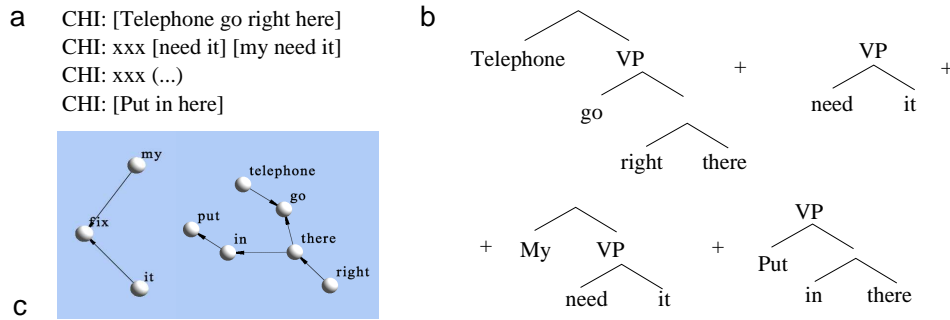 a
CHI: [Telephone go right here]
CHI: xxx [need it] [my need it]
CHI: xxx (...)
CHI: [Put in here]
b
Telephone VP + VP +
go need it
right there
+ My VP + VP
need it Put
in there
c
my
telephone
go
fix put in there
it right